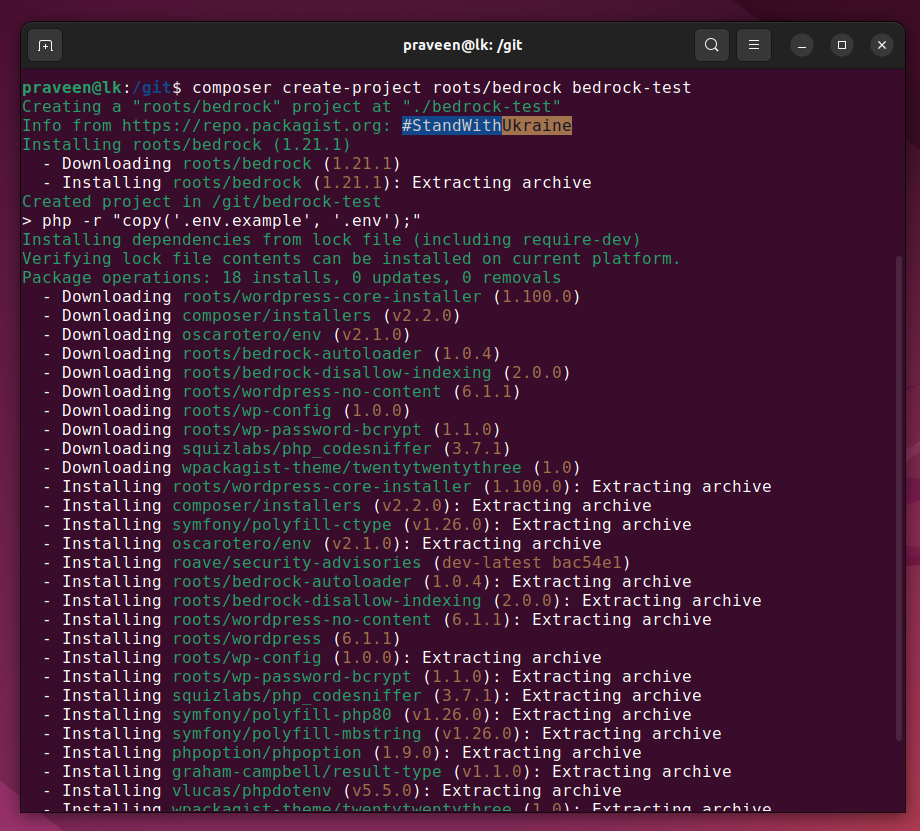 praveen@lk: /git
praveen@lk:/git$ composer create-project roots/bedrock bedrock-test
Creating a "roots/bedrock" project at "./bedrock-test"
Info from https://repo.packagist.org: #StandWithUkraine
Installing roots/bedrock (1.21.1)
  - Downloading roots/bedrock (1.21.1)
  - Installing roots/bedrock (1.21.1): Extracting archive
Created project in /git/bedrock-test
> php -r "copy('.env.example', '.env');"
Installing dependencies from lock file (including require-dev)
Verifying lock file contents can be installed on current platform.
Package operations: 18 installs, 0 updates, 0 removals
  - Downloading roots/wordpress-core-installer (1.100.0)
  - Downloading composer/installers (v2.2.0)
  - Downloading oscarotero/env (v2.1.0)
  - Downloading roots/bedrock-autoloader (1.0.4)
  - Downloading roots/bedrock-disallow-indexing (2.0.0)
  - Downloading roots/wordpress-no-content (6.1.1)
  - Downloading roots/wp-config (1.0.0)
  - Downloading roots/wp-password-bcrypt (1.1.0)
  - Downloading squizlabs/php_codesniffer (3.7.1)
  - Downloading wpackagist-theme/twentytwentythree (1.0)
  - Installing roots/wordpress-core-installer (1.100.0): Extracting archive
  - Installing composer/installers (v2.2.0): Extracting archive
  - Installing symfony/polyfill-ctype (v1.26.0): Extracting archive
  - Installing oscarotero/env (v2.1.0): Extracting archive
  - Installing roave/security-advisories (dev-latest bac54e1)
  - Installing roots/bedrock-autoloader (1.0.4): Extracting archive
  - Installing roots/bedrock-disallow-indexing (2.0.0): Extracting archive
  - Installing roots/wordpress-no-content (6.1.1): Extracting archive
  - Installing roots/wordpress (6.1.1)
  - Installing roots/wp-config (1.0.0): Extracting archive
  - Installing roots/wp-password-bcrypt (1.1.0): Extracting archive
  - Installing squizlabs/php_codesniffer (3.7.1): Extracting archive
  - Installing symfony/polyfill-php80 (v1.26.0): Extracting archive
  - Installing symfony/polyfill-mbstring (v1.26.0): Extracting archive
  - Installing phpoption/phpoption (1.9.0): Extracting archive
  - Installing graham-campbell/result-type (v1.1.0): Extracting archive
  - Installing vlucas/phpdotenv (v5.5.0): Extracting archive
  - Installing wpackagist-theme/twentytwentythree (1.0): Extracting archive